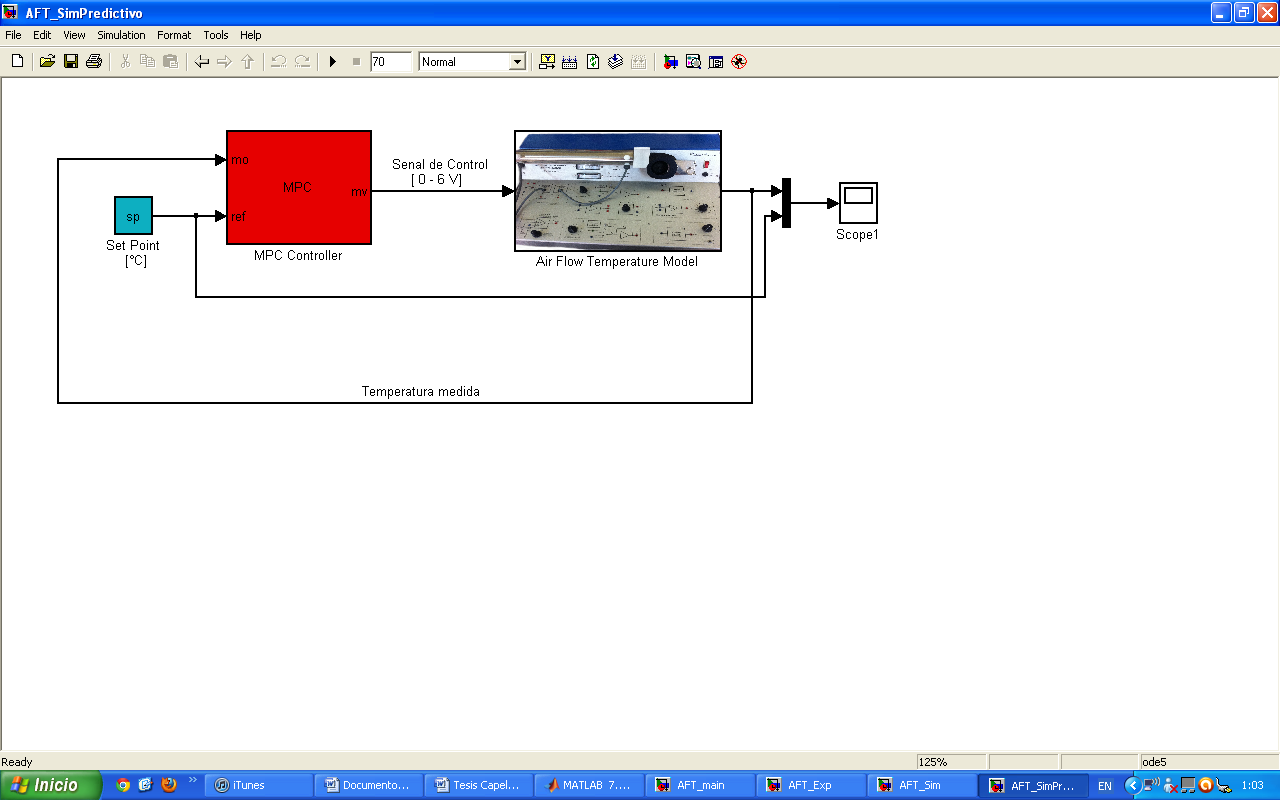 AFT_SimPredictivo
File Edit View Simulation Format Tools Help
70 Normal
mo
MPC
mv
ref
MPC Controller
sp
Set Point
[°C]
Senal de Control
[ 0 - 6 V]
Air Flow Temperature Model
Scope1
Temperatura medida
Ready 125% ode5
Inicio iTunes Documento... Tesis Capel... MATLAB 7.... AFT_main AFT_Exp AFT_Sim AFT_SimPr... EN 1:03